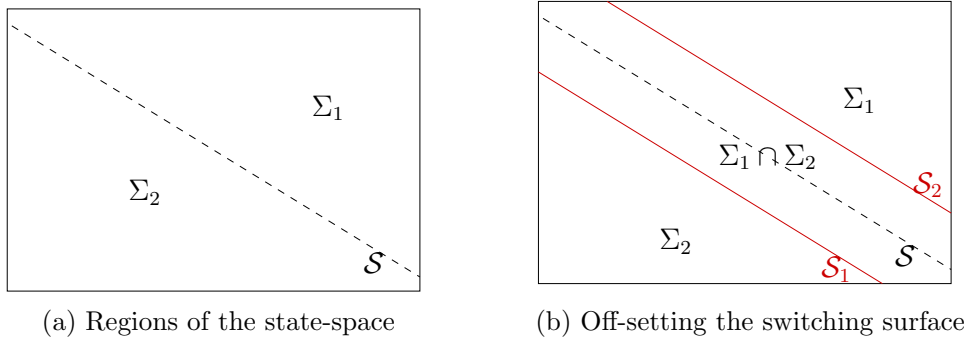 Σ₁
Σ₂
𝒮
(a) Regions of the state-space
Σ₁
Σ₁ ∩ Σ₂
𝒮₂
Σ₂
𝒮
𝒮₁
(b) Off-setting the switching surface